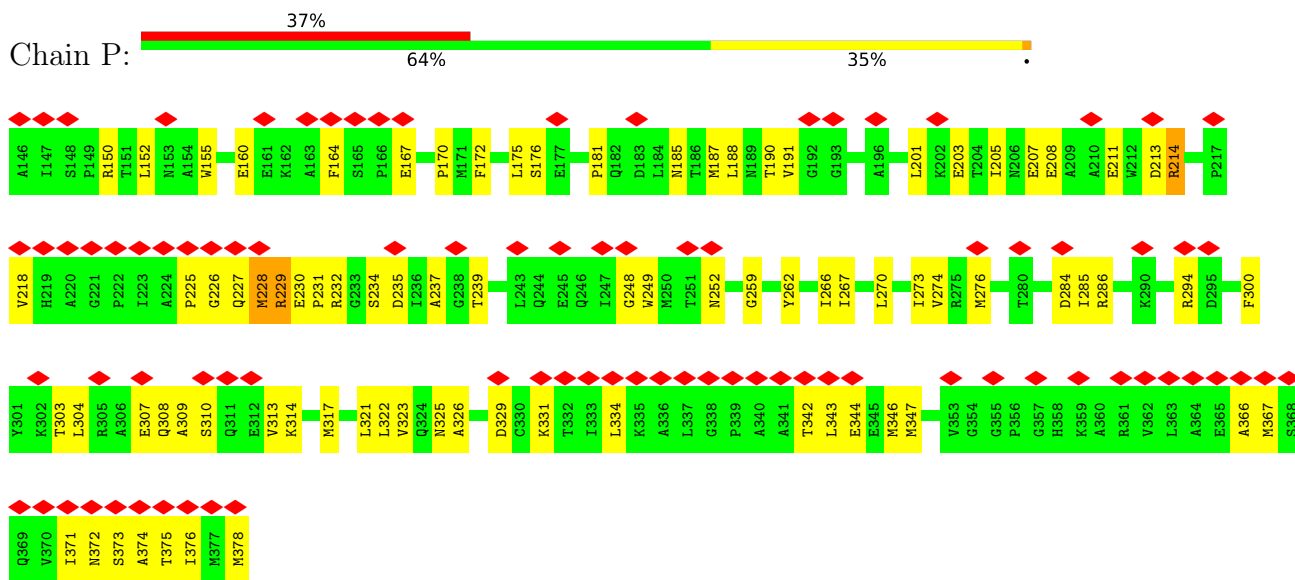 37%
Chain P:
64% 35% •
A146 I147 S148 P149 R150 T151 L152 N153 A154 W155 E160 E161 K162 A163 F164 S165 P166 E167 P170 M171 F172 L175 S176 E177 P181 Q182 D183 L184 N185 T186 M187 L188 N189 T190 V191 G192 G193 A196 L201 K202 E203 T204 I205 N206 E207 E208 A209 A210 E211 W212 D213 R214 P217
V218 H219 A220 G221 P222 I223 A224 P225 G226 Q227 M228 R229 E230 P231 R232 G233 S234 D235 I236 A237 G238 T239 L243 Q244 E245 Q246 I247 G248 W249 M250 T251 N252 G259 Y262 I266 I267 L270 I273 V274 R275 M276 T280 D284 I285 R286 K290 R294 D295 F300
Y301 K302 T303 L304 R305 A306 E307 Q308 A309 S310 Q311 E312 V313 K314 M317 L321 L322 V323 Q324 N325 A326 D329 C330 K331 T332 I333 L334 K335 A336 L337 G338 P339 A340 A341 T342 L343 E344 E345 M346 M347 V353 G354 G355 P356 G357 H358 K359 A360 R361 V362 L363 A364 E365 A366 M367 S368
Q369 V370 I371 N372 S373 A374 T375 I376 M377 M378